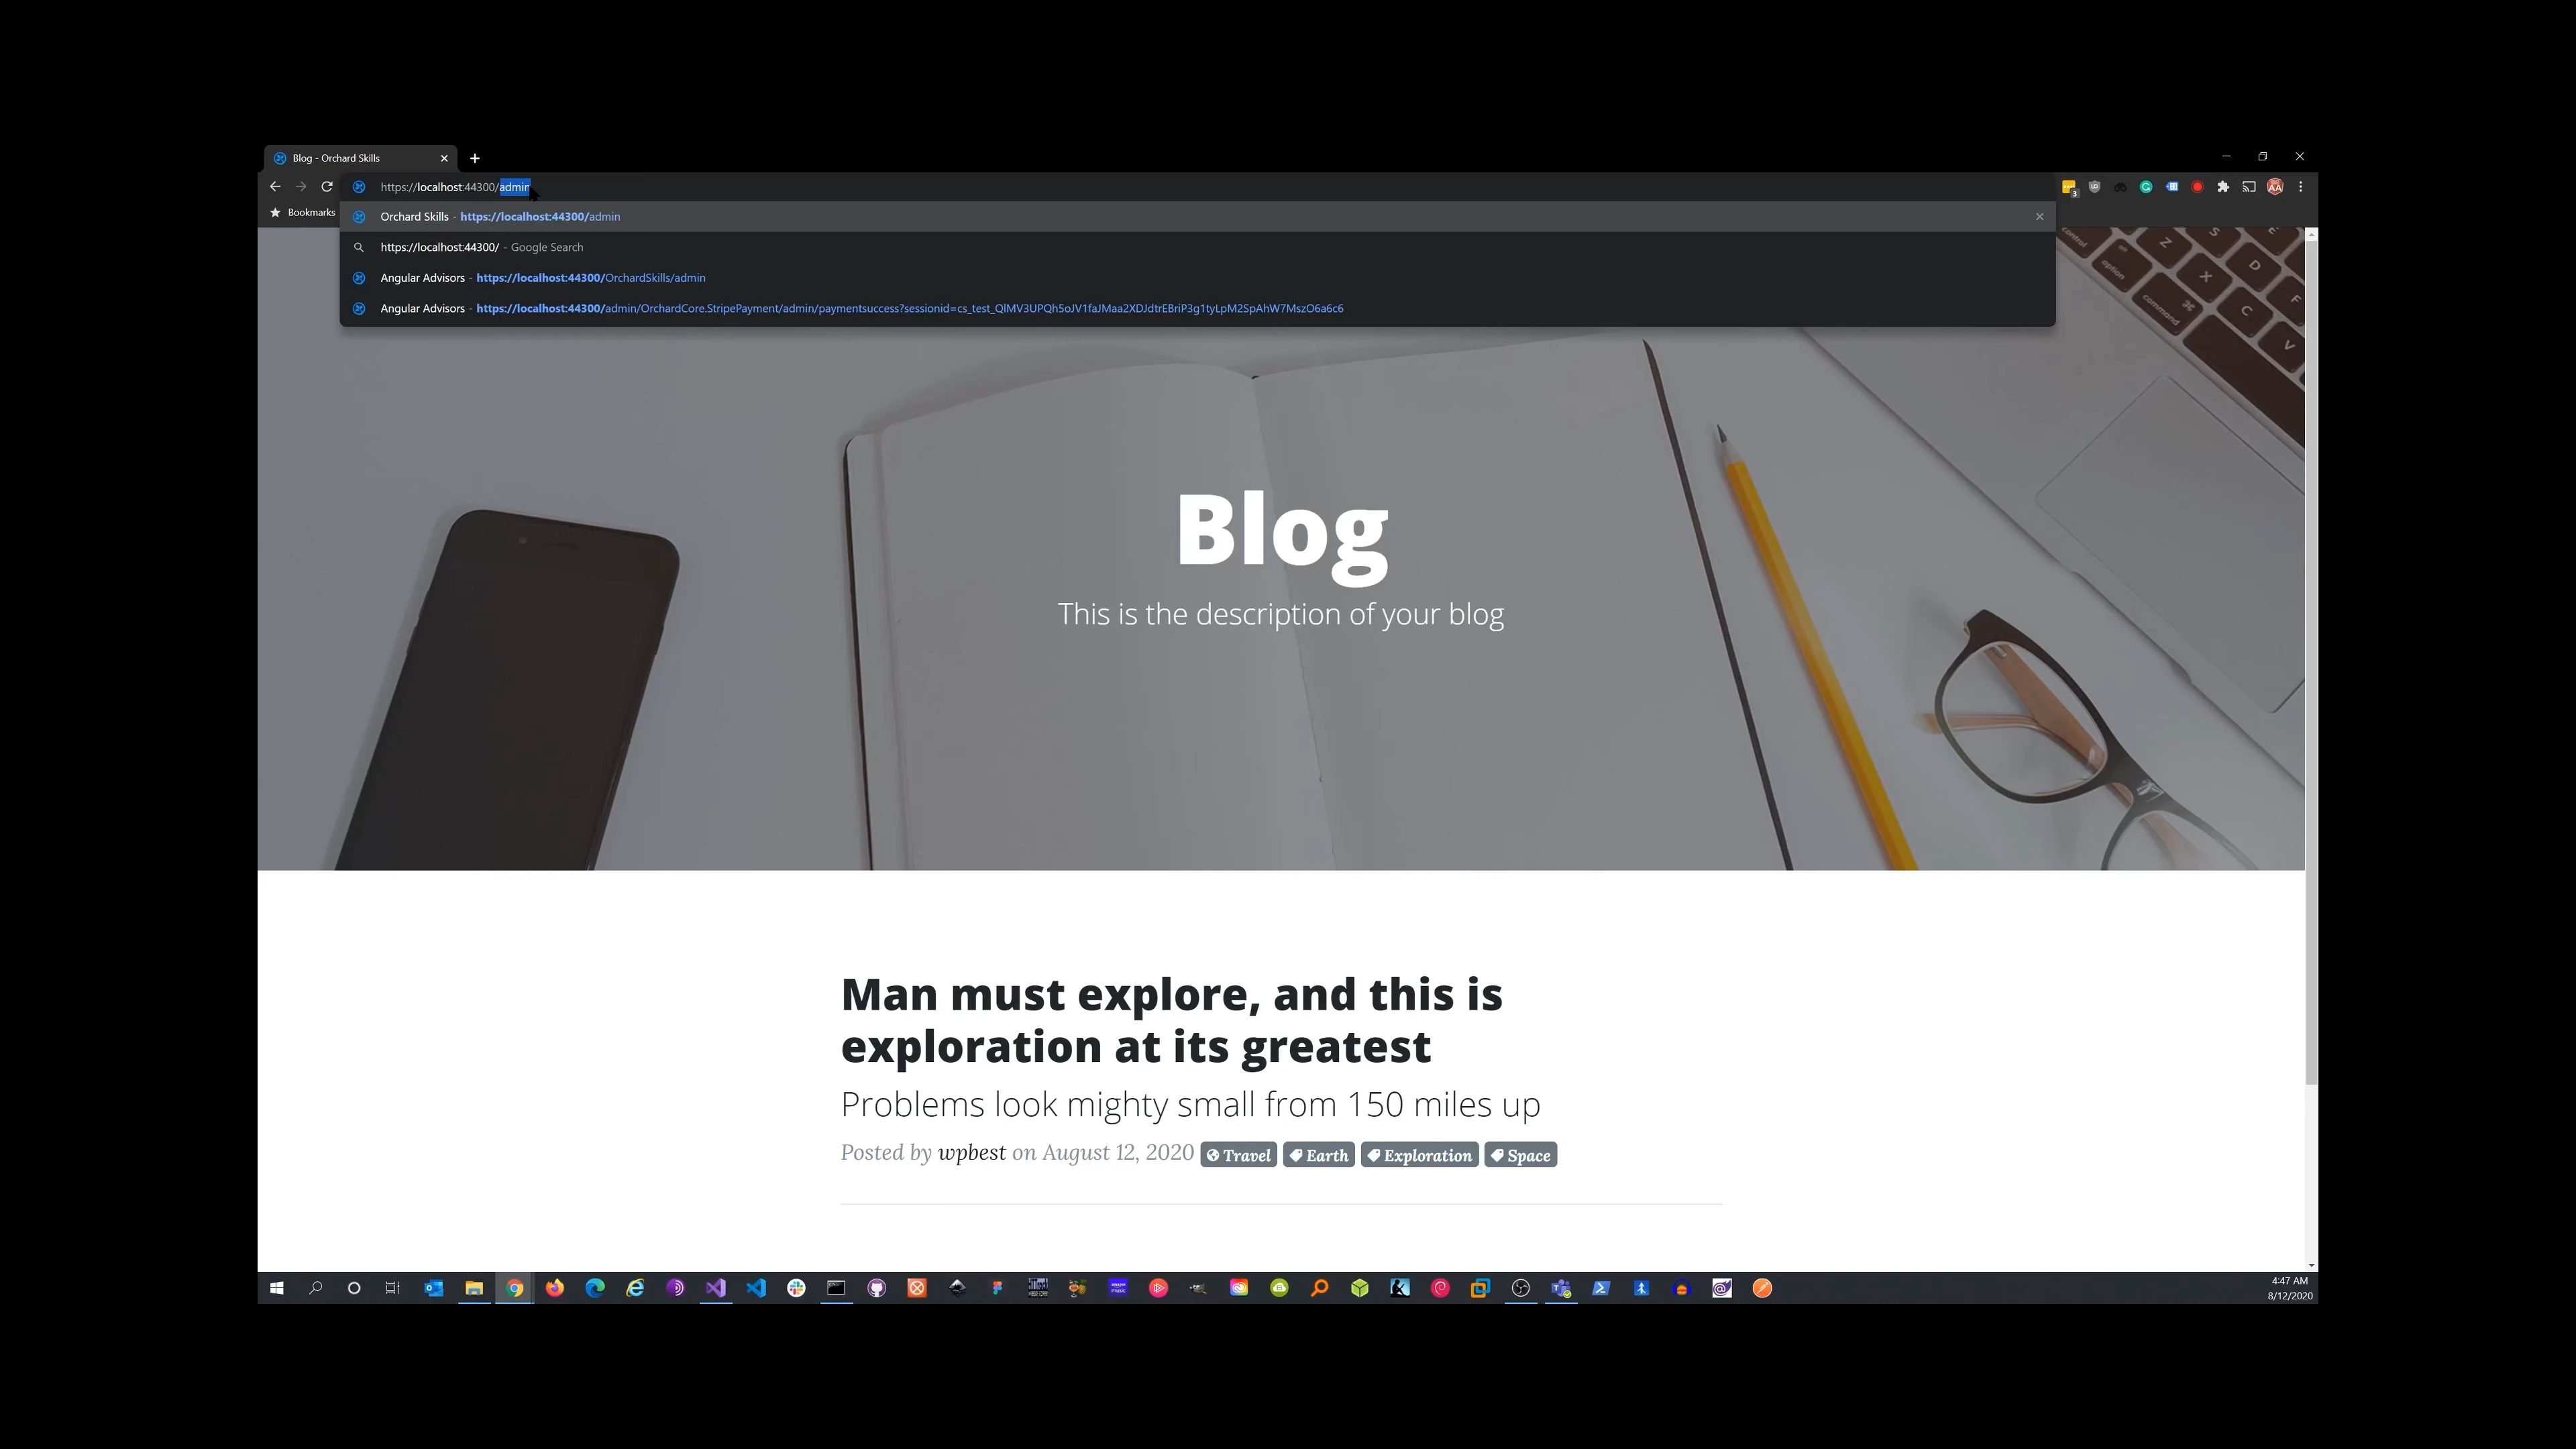 Blog - Orchard Skills
https://localhost:44300/admin
Bookmarks
Orchard Skills - https://localhost:44300/admin
https://localhost:44300/ - Google Search
Angular Advisors - https://localhost:44300/OrchardSkills/admin
Angular Advisors - https://localhost:44300/admin/OrchardCore.StripePayment/admin/paymentsuccess?sessionid=cs_test_QlMV3UPQh5oJV1faJMaa2XDJdtrEBriP3g1tyLpM2SpAhW7MszO6a6c6
control
option
command
Z
S
X
D
C
V
Blog
This is the description of your blog
Man must explore, and this is
exploration at its greatest
Problems look mighty small from 150 miles up
Posted by wpbest on August 12, 2020 Travel Earth Exploration Space
4:47 AM
8/12/2020